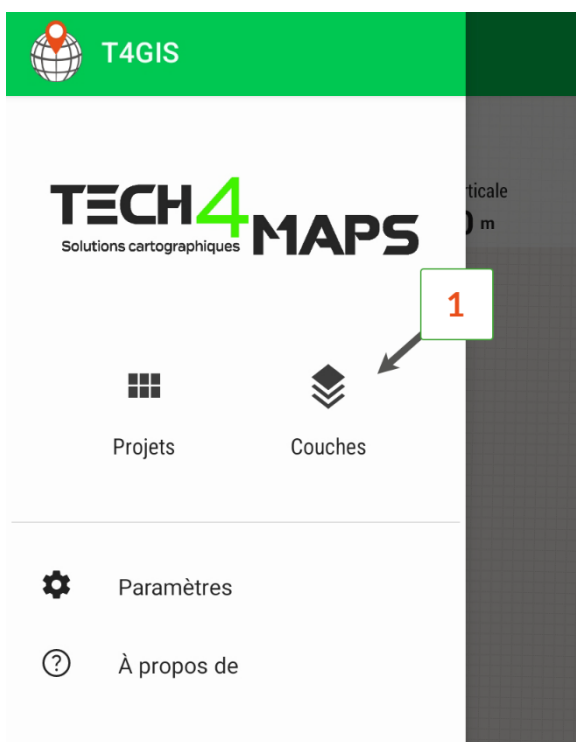 T4GIS
TECH4MAPS
Solutions cartographiques
m
1
Projets
Couches
Paramètres
À propos de